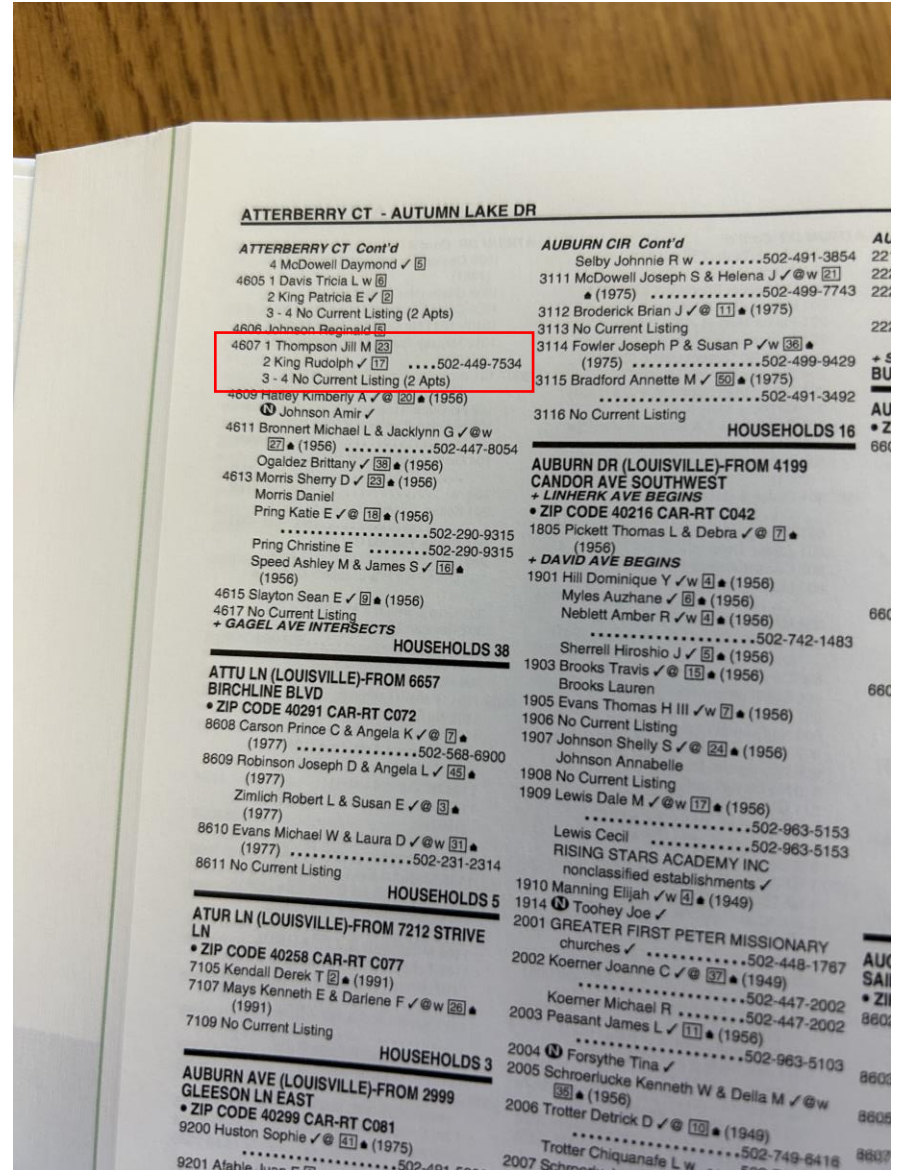 ATTERBERRY CT - AUTUMN LAKE DR
ATTERBERRY CT Cont'd
4 McDowell Daymond ✓ 5
4605 1 Davis Tricia L w 6
2 King Patricia E ✓ 2
3 - 4 No Current Listing (2 Apts)
4606 Johnson Reginald 5
4607 1 Thompson Jill M 23
2 King Rudolph ✓ 17 ....502-449-7534
3 - 4 No Current Listing (2 Apts)
4609 Hatley Kimberly A ✓@ 20 ♠ (1956)
N Johnson Amir ✓
4611 Bronnert Michael L & Jacklynn G ✓@w
27 ♠ (1956) ............502-447-8054
Ogaldez Brittany ✓ 38 ♠ (1956)
4613 Morris Sherry D ✓ 23 ♠ (1956)
Morris Daniel
Pring Katie E ✓@ 18 ♠ (1956)
...................502-290-9315
Pring Christine E ........502-290-9315
Speed Ashley M & James S ✓ 16 ♠
(1956)
4615 Slayton Sean E ✓ 9 ♠ (1956)
4617 No Current Listing
+ GAGEL AVE INTERSECTS
HOUSEHOLDS 38
ATTU LN (LOUISVILLE)-FROM 6657
BIRCHLINE BLVD
• ZIP CODE 40291 CAR-RT C072
8608 Carson Prince C & Angela K ✓@ 7 ♠
(1977) ................502-568-6900
8609 Robinson Joseph D & Angela L ✓ 45 ♠
(1977)
Zimlich Robert L & Susan E ✓@ 3 ♠
(1977)
8610 Evans Michael W & Laura D ✓@w 31 ♠
(1977) ................502-231-2314
8611 No Current Listing
HOUSEHOLDS 5
ATUR LN (LOUISVILLE)-FROM 7212 STRIVE
LN
• ZIP CODE 40258 CAR-RT C077
7105 Kendall Derek T 2 ♠ (1991)
7107 Mays Kenneth E & Darlene F ✓@w 26 ♠
(1991)
7109 No Current Listing
HOUSEHOLDS 3
AUBURN AVE (LOUISVILLE)-FROM 2999
GLEESON LN EAST
• ZIP CODE 40299 CAR-RT C081
9200 Huston Sophie ✓@ 41 ♠ (1975)
9201 Afable
AUBURN CIR Cont'd
Selby Johnnie R w ........502-491-3854
3111 McDowell Joseph S & Helena J ✓@w 21
♠ (1975) ...............502-499-7743
3112 Broderick Brian J ✓@ 11 ♠ (1975)
3113 No Current Listing
3114 Fowler Joseph P & Susan P ✓w 36 ♠
(1975) .................502-499-9429
3115 Bradford Annette M ✓ 50 ♠ (1975)
...................502-491-3492
3116 No Current Listing
HOUSEHOLDS 16
AUBURN DR (LOUISVILLE)-FROM 4199
CANDOR AVE SOUTHWEST
+ LINHERK AVE BEGINS
• ZIP CODE 40216 CAR-RT C042
1805 Pickett Thomas L & Debra ✓@ 7 ♠
(1956)
+ DAVID AVE BEGINS
1901 Hill Dominique Y ✓w 4 ♠ (1956)
Myles Auzhane ✓ 6 ♠ (1956)
Neblett Amber R ✓w 4 ♠ (1956)
...................502-742-1483
Sherrell Hiroshio J ✓ 5 ♠ (1956)
1903 Brooks Travis ✓@ 15 ♠ (1956)
Brooks Lauren
1905 Evans Thomas H III ✓w 7 ♠ (1956)
1906 No Current Listing
1907 Johnson Shelly S ✓@ 24 ♠ (1956)
Johnson Annabelle
1908 No Current Listing
1909 Lewis Dale M ✓@w 17 ♠ (1956)
...................502-963-5153
Lewis Cecil ............502-963-5153
RISING STARS ACADEMY INC
nonclassified establishments ✓
1910 Manning Elijah ✓w 4 ♠ (1949)
1914 N Toohey Joe ✓
2001 GREATER FIRST PETER MISSIONARY
churches ✓ ..............502-448-1767
2002 Koerner Joanne C ✓@ 37 ♠ (1949)
...................502-447-2002
Koerner Michael R ........502-447-2002
2003 Peasant James L ✓ 11 ♠ (1956)
...................502-963-5103
2004 N Forsythe Tina ✓
2005 Schroerlucke Kenneth W & Della M ✓@w
35 ♠ (1956)
2006 Trotter Detrick D ✓@ 10 ♠ (1949)
...................502-749-6416
Trotter Chiquanafe L w
2007